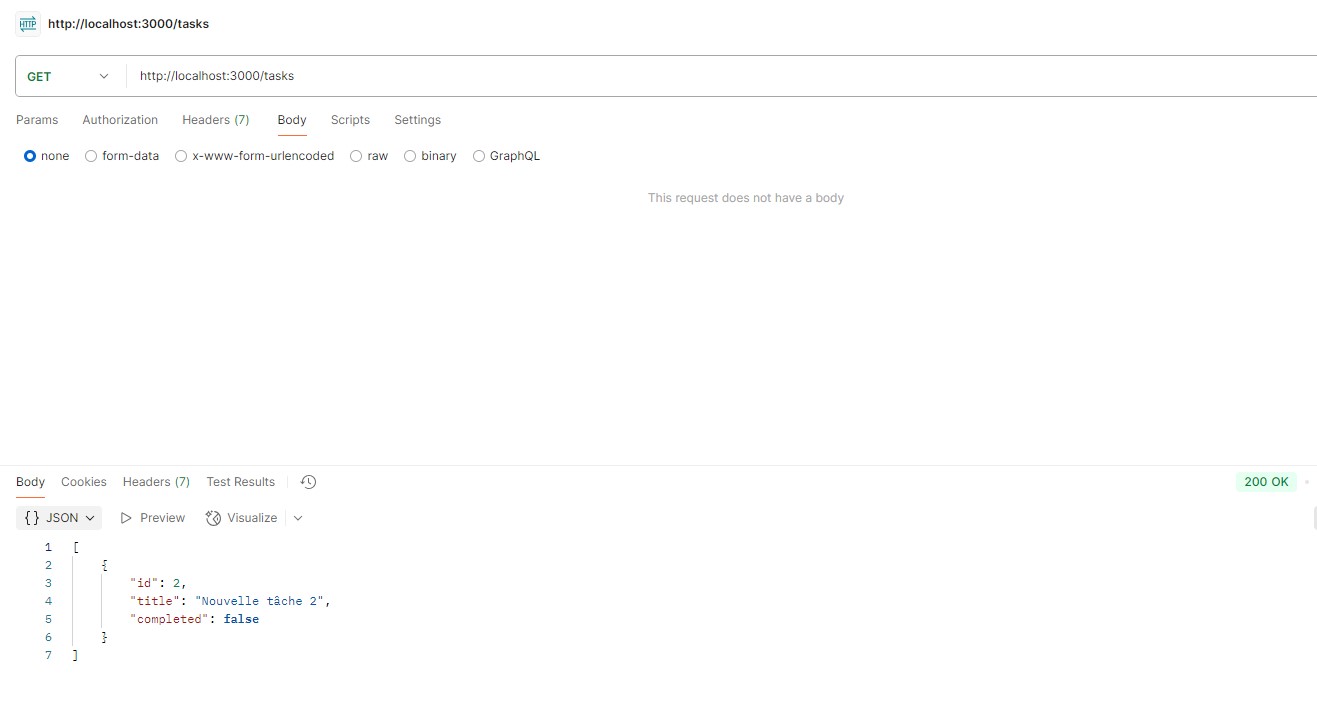 HTTP http://localhost:3000/tasks
GET http://localhost:3000/tasks
Params Authorization Headers (7) Body Scripts Settings
none form-data x-www-form-urlencoded raw binary GraphQL
This request does not have a body
Body Cookies Headers (7) Test Results 200 OK
{} JSON Preview Visualize
1 [
2 {
3 "id": 2,
4 "title": "Nouvelle tâche 2",
5 "completed": false
6 }
7 ]